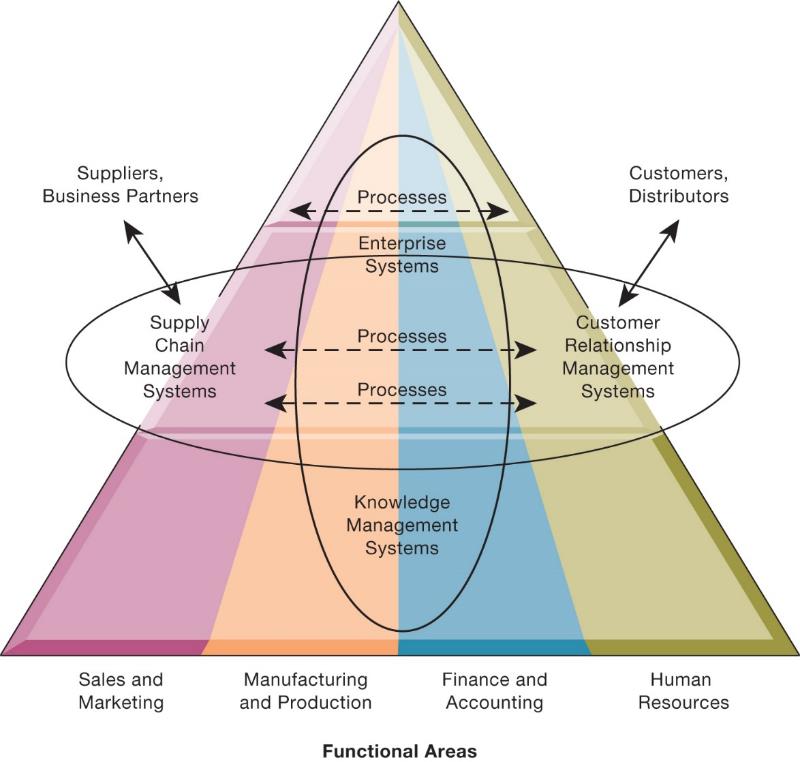 Suppliers,
Business Partners
Customers,
Distributors
Processes
Enterprise
Systems
Supply
Chain
Management
Systems
Processes
Processes
Customer
Relationship
Management
Systems
Knowledge
Management
Systems
Sales and
Marketing
Manufacturing
and Production
Finance and
Accounting
Human
Resources
Functional Areas